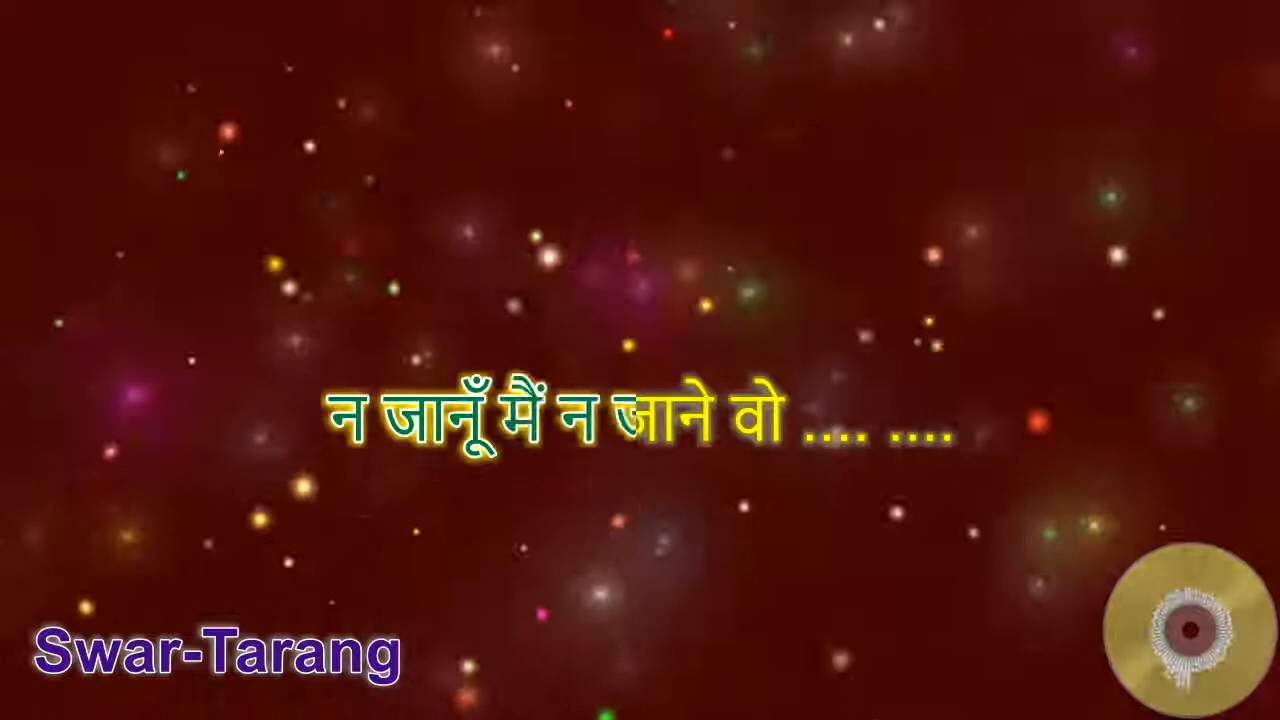 न जानूँ मैं न जाने वो .... ....
Swar-Tarang